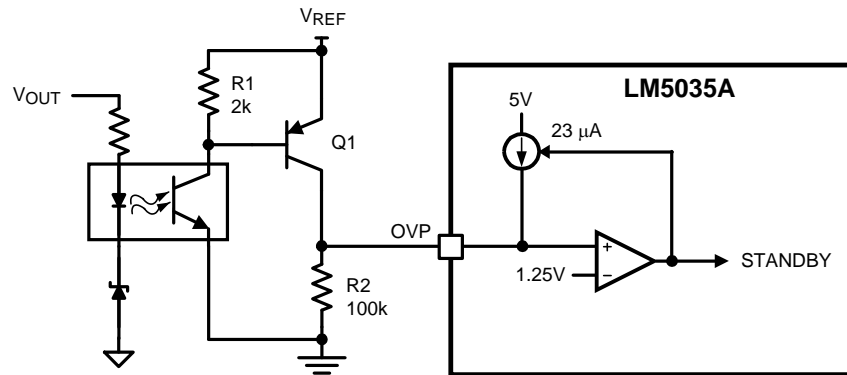 VREF
LM5035A
VOUT
R1
2k
5V
23 μA
Q1
OVP
STANDBY
1.25V
+
−
R2
100k